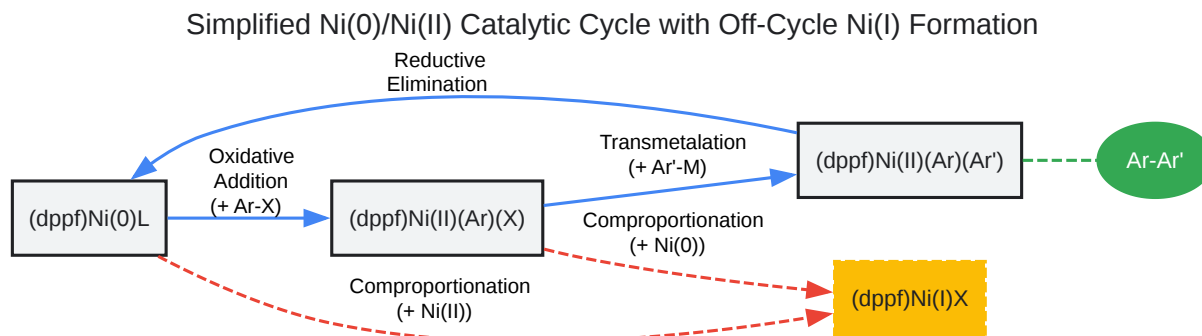 Simplified Ni(0)/Ni(II) Catalytic Cycle with Off-Cycle Ni(I) Formation
Reductive
Elimination
Oxidative
Addition
(+ Ar-X)
Transmetalation
(+ Ar'-M)
(dppf)Ni(II)(Ar)(Ar')
Ar-Ar'
(dppf)Ni(0)L
(dppf)Ni(II)(Ar)(X)
Comproportionation
(+ Ni(0))
Comproportionation
(+ Ni(II))
(dppf)Ni(I)X